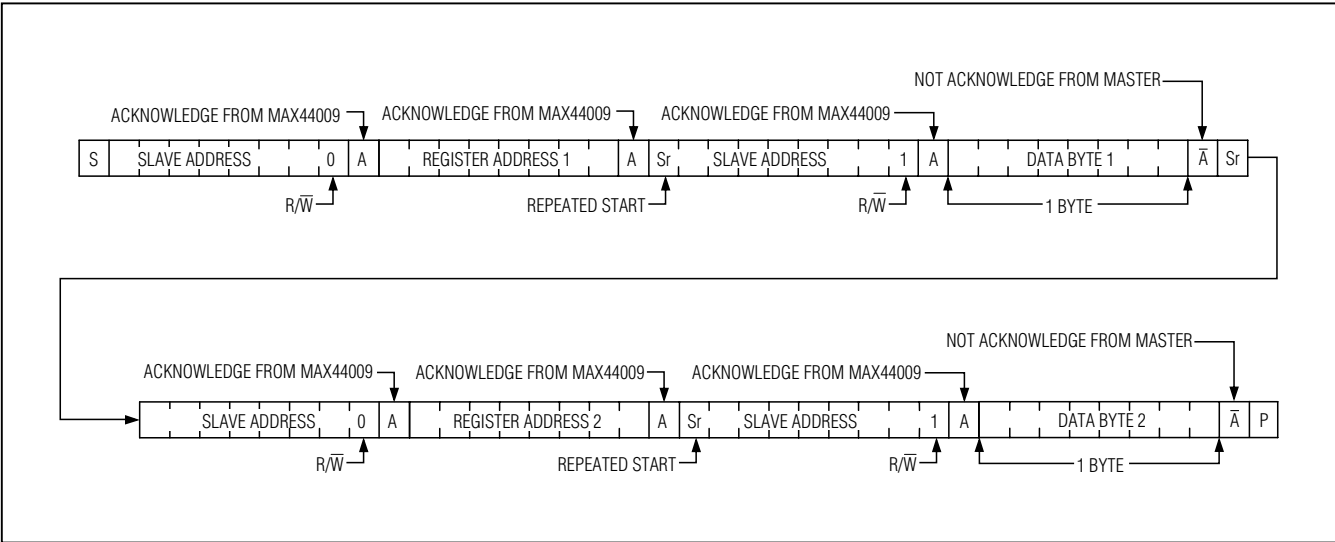 NOT ACKNOWLEDGE FROM MASTER
ACKNOWLEDGE FROM MAX44009 ACKNOWLEDGE FROM MAX44009 ACKNOWLEDGE FROM MAX44009
S SLAVE ADDRESS 0 A REGISTER ADDRESS 1 A Sr SLAVE ADDRESS 1 A DATA BYTE 1 A̅ Sr
R/W̅ REPEATED START R/W̅ 1 BYTE
NOT ACKNOWLEDGE FROM MASTER
ACKNOWLEDGE FROM MAX44009 ACKNOWLEDGE FROM MAX44009 ACKNOWLEDGE FROM MAX44009
SLAVE ADDRESS 0 A REGISTER ADDRESS 2 A Sr SLAVE ADDRESS 1 A DATA BYTE 2 A̅ P
R/W̅ REPEATED START R/W̅ 1 BYTE